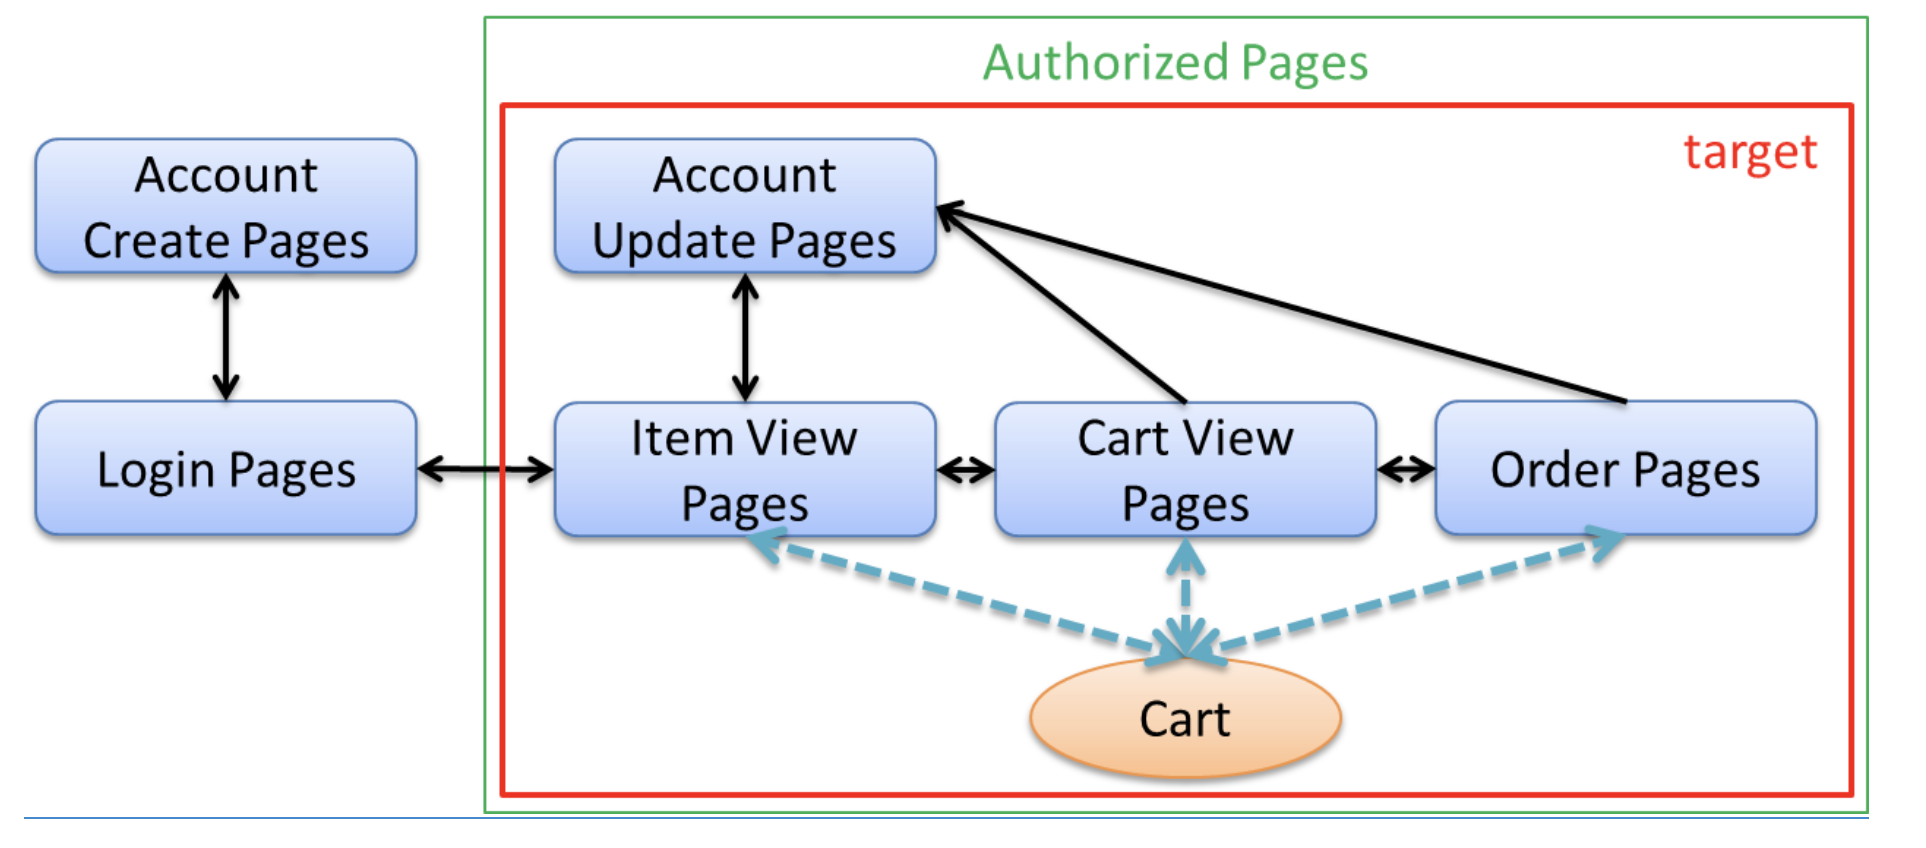 Authorized Pages
target
Account
Create Pages
Account
Update Pages
Login Pages
Item View
Pages
Cart View
Pages
Order Pages
Cart